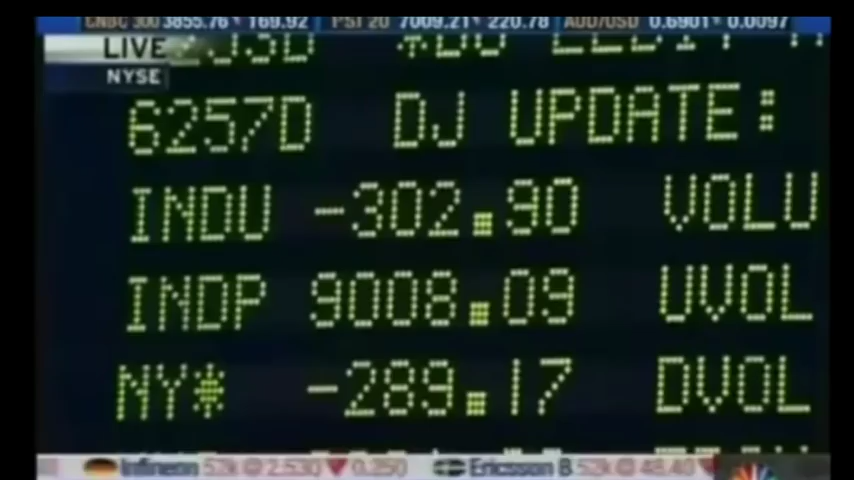 CNBC 300 3855.76 169.92 PSI 20 7009.21 220.78 AUD/USD 0.6901 0.0097
LIVE
NYSE
6257D DJ UPDATE:
INDU -302.90 VOLU
INDP 9008.09 UVOL
NY* -289.17 DVOL
Infineon 52k @ 2.530 ▼ 0.250 Ericsson B 52k @ 48.40 ▼